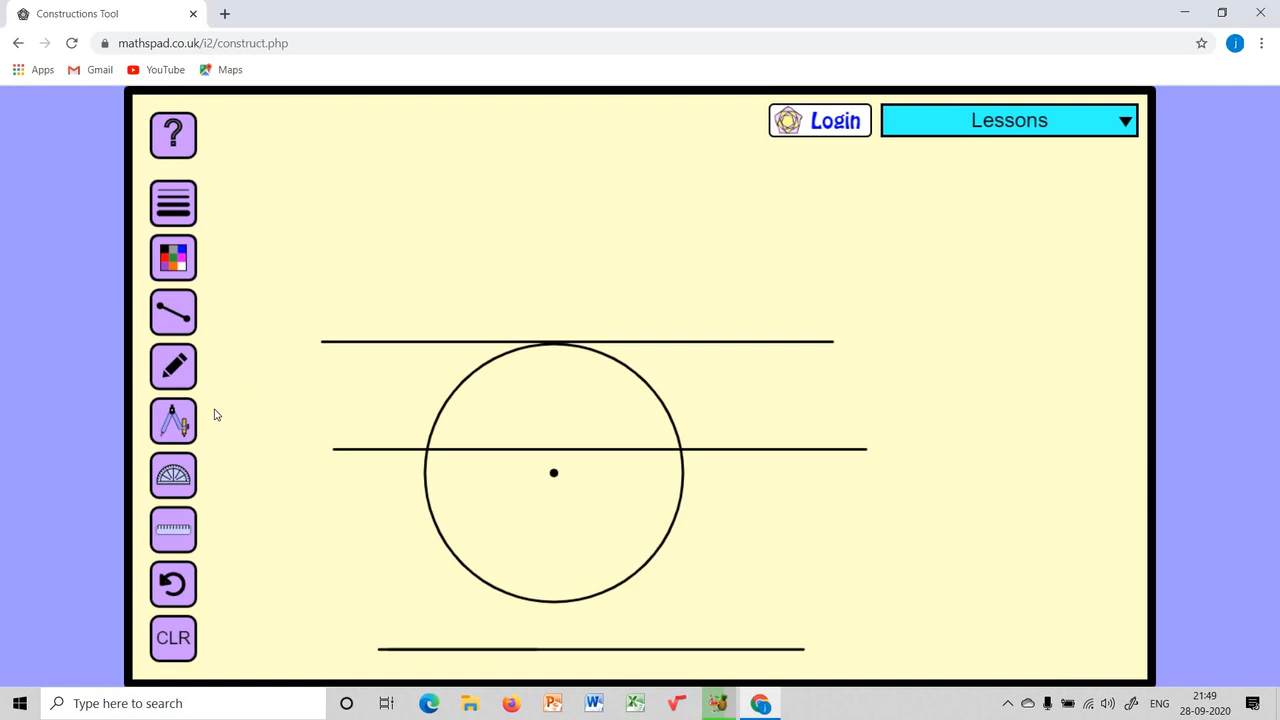 Constructions Tool
mathspad.co.uk/i2/construct.php
j
Apps Gmail YouTube Maps
?
Login
Lessons
CLR
Type here to search
ENG
21:49
28-09-2020